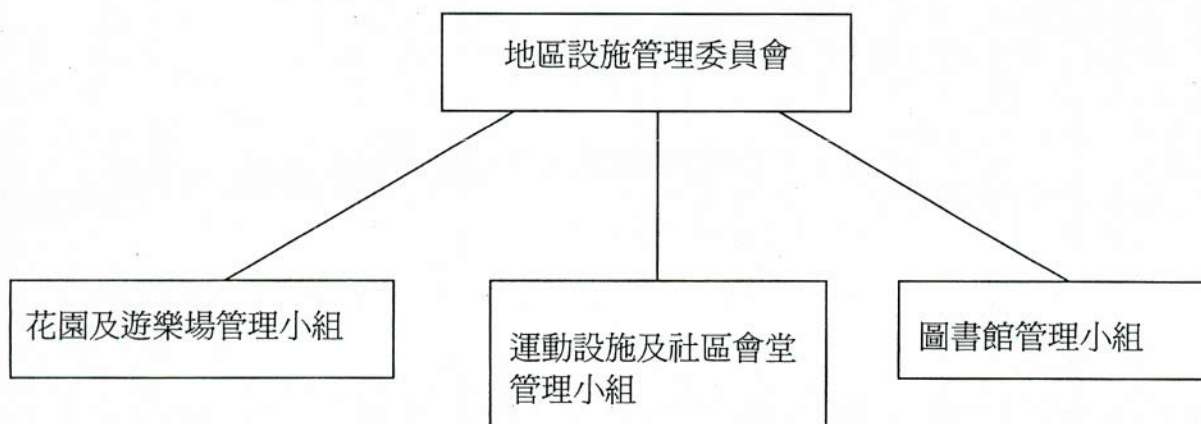 地區設施管理委員會
花園及遊樂場管理小組
運動設施及社區會堂
管理小組
圖書館管理小組